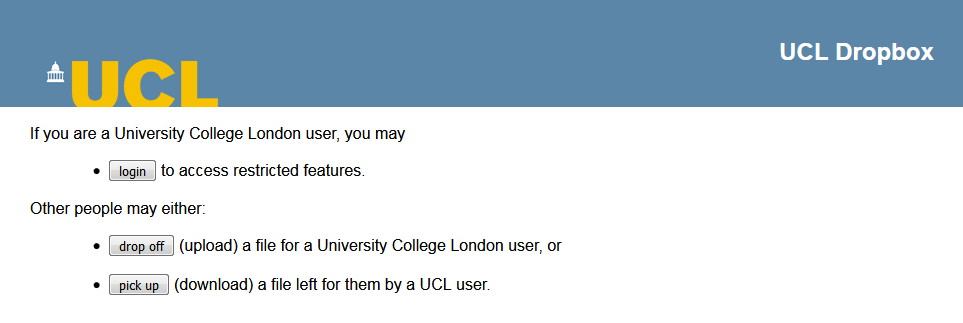 UCL Dropbox
UCL
If you are a University College London user, you may
• login to access restricted features.
Other people may either:
• drop off (upload) a file for a University College London user, or
• pick up (download) a file left for them by a UCL user.